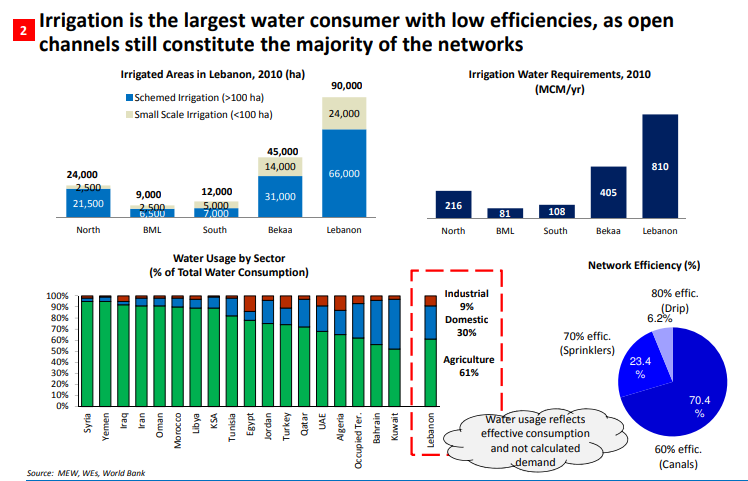 2
Irrigation is the largest water consumer with low efficiencies, as open
channels still constitute the majority of the networks
Irrigated Areas in Lebanon, 2010 (ha)
Schemed Irrigation (>100 ha)
Small Scale Irrigation (<100 ha)
90,000
24,000
66,000
45,000
14,000
31,000
24,000
2,500
21,500
9,000
2,500
6,500
12,000
5,000
7,000
North
BML
South
Bekaa
Lebanon
Irrigation Water Requirements, 2010
(MCM/yr)
216
81
108
405
810
North
BML
South
Bekaa
Lebanon
Water Usage by Sector
(% of Total Water Consumption)
100%
90%
80%
70%
60%
50%
40%
30%
20%
10%
0%
Syria
Yemen
Iraq
Iran
Oman
Morocco
Libya
KSA
Tunisia
Egypt
Jordan
Turkey
Qatar
UAE
Algeria
Occupied Ter.
Bahrain
Kuwait
Lebanon
Industrial
9%
Domestic
30%
Agriculture
61%
Water usage reflects
effective consumption
and not calculated
demand
Network Efficiency (%)
80% effic.
(Drip)
6.2%
70% effic.
(Sprinklers)
23.4
%
70.4
%
60% effic.
(Canals)
Source: MEW, WEs, World Bank